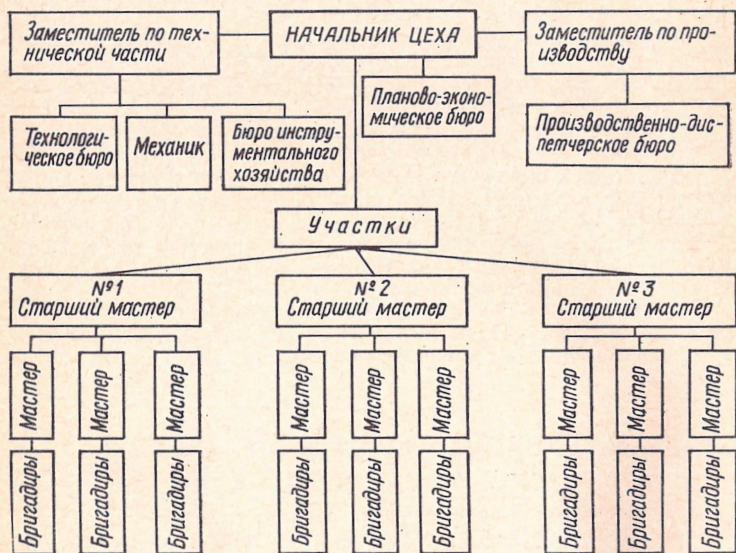 Заместитель по тех-
нической части
НАЧАЛЬНИК ЦЕХА
Заместитель по про-
изводству
Планово-эконо-
мическое бюро
Техноло-
гическое бюро
Механик
Бюро инстру-
ментального
хозяйства
Производственно-дис-
петчерское бюро
Участки
№1
Старший мастер
№2
Старший мастер
№3
Старший мастер
Мастер
Мастер
Мастер
Мастер
Мастер
Мастер
Мастер
Мастер
Мастер
Бригадиры
Бригадиры
Бригадиры
Бригадиры
Бригадиры
Бригадиры
Бригадиры
Бригадиры
Бригадиры